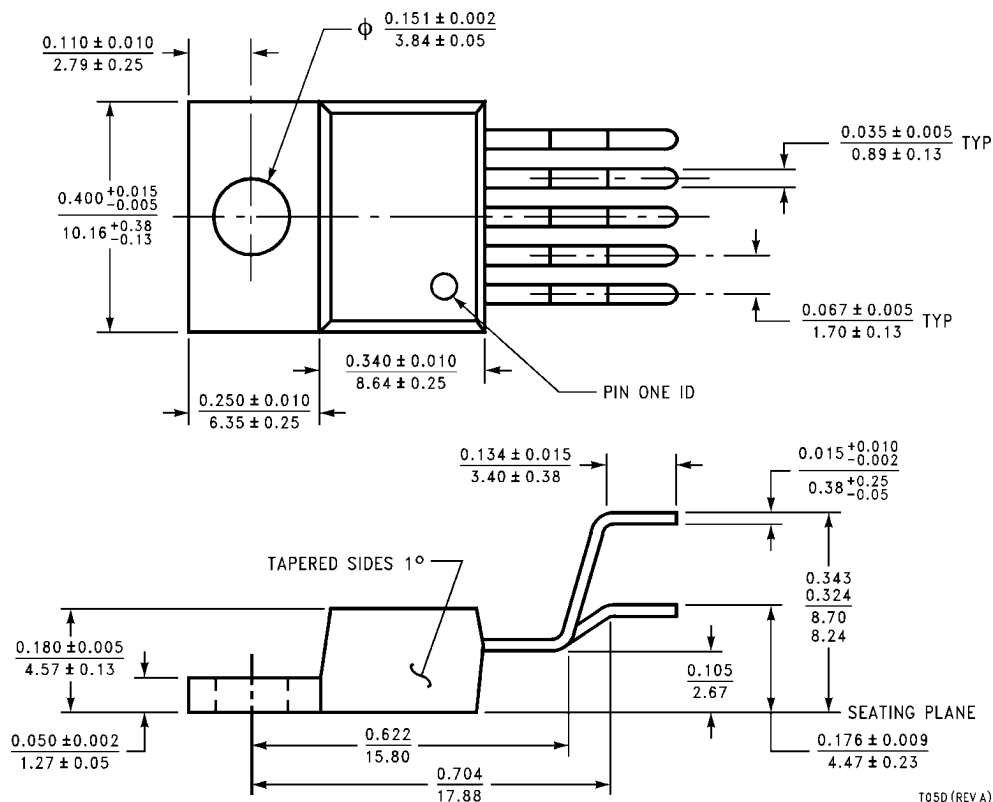 ϕ 0.151 ± 0.002
3.84 ± 0.05
0.110 ± 0.010
2.79 ± 0.25
0.035 ± 0.005 TYP
0.89 ± 0.13
0.400 +0.015 -0.005
10.16 +0.38 -0.13
0.067 ± 0.005 TYP
1.70 ± 0.13
0.340 ± 0.010
8.64 ± 0.25
PIN ONE ID
0.250 ± 0.010
6.35 ± 0.25
0.134 ± 0.015
3.40 ± 0.38
0.015 +0.010 -0.002
0.38 +0.25 -0.05
TAPERED SIDES 1°
0.343
0.324
8.70
8.24
0.180 ± 0.005
4.57 ± 0.13
0.105
2.67
SEATING PLANE
0.050 ± 0.002
1.27 ± 0.05
0.622
15.80
0.176 ± 0.009
4.47 ± 0.23
0.704
17.88
T05D (REV A)